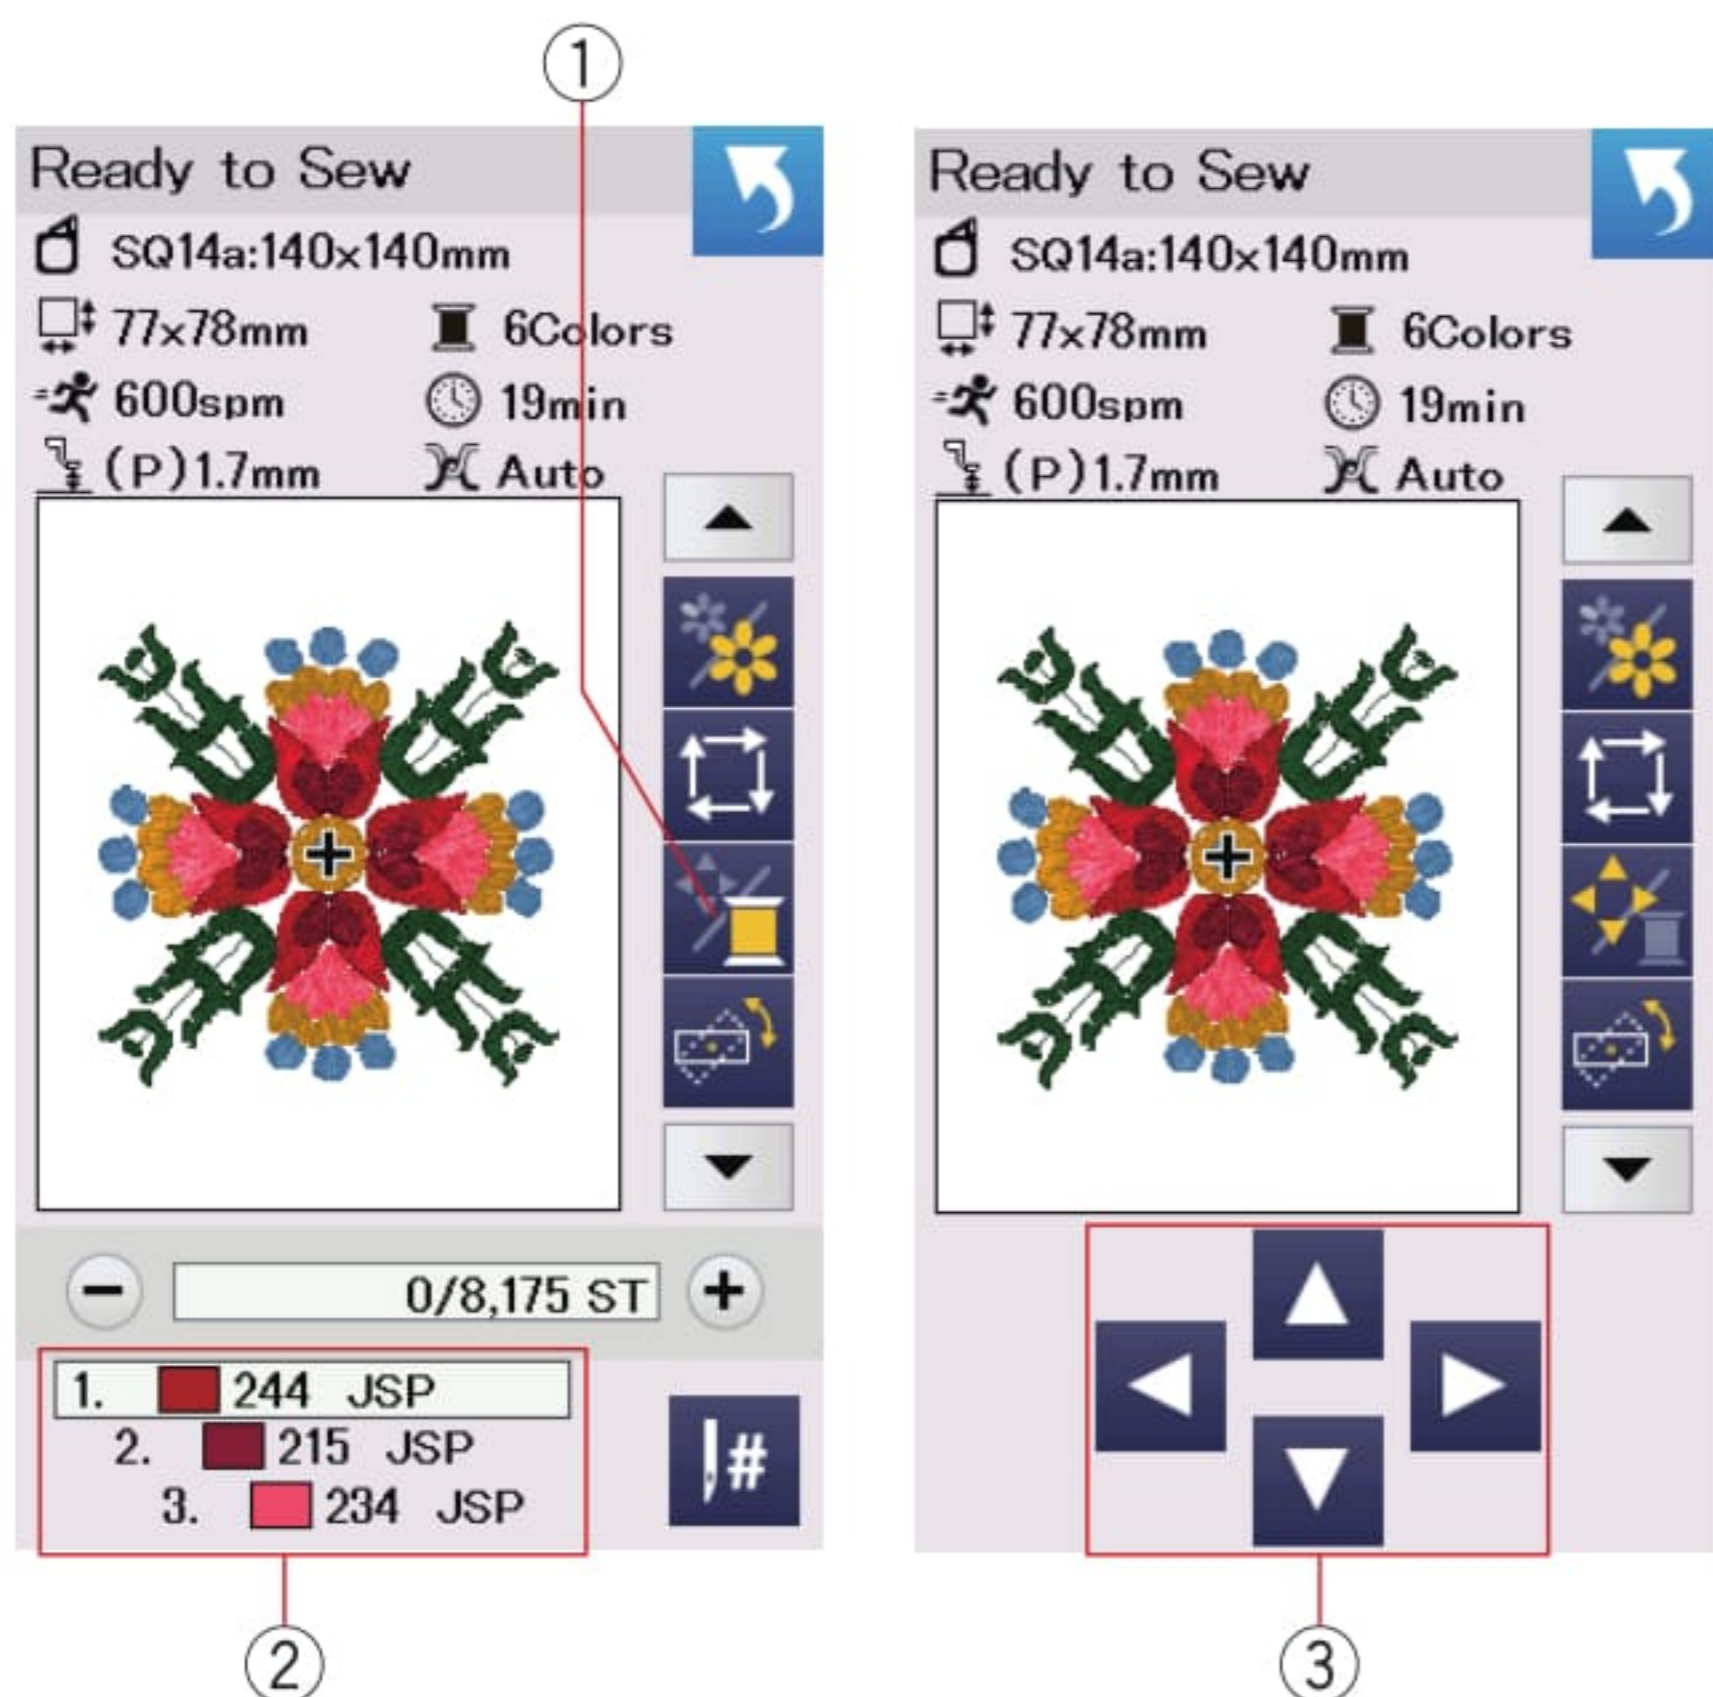 1
Ready to Sew
SQ14a:140x140mm
77x78mm 6Colors
600spm 19min
(P)1.7mm Auto
0/8,175 ST
1. 244 JSP
2. 215 JSP
3. 234 JSP
#
2
Ready to Sew
SQ14a:140x140mm
77x78mm 6Colors
600spm 19min
(P)1.7mm Auto
3